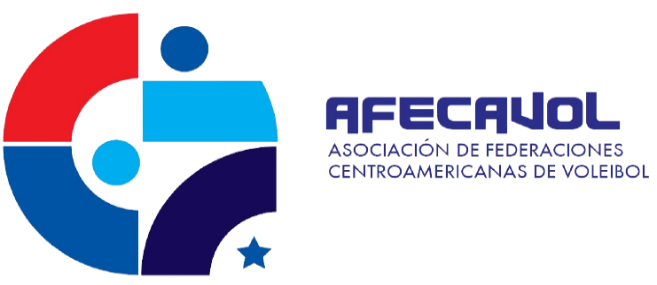 AFECAVOL
ASOCIACIÓN DE FEDERACIONES
CENTROAMERICANAS DE VOLEIBOL